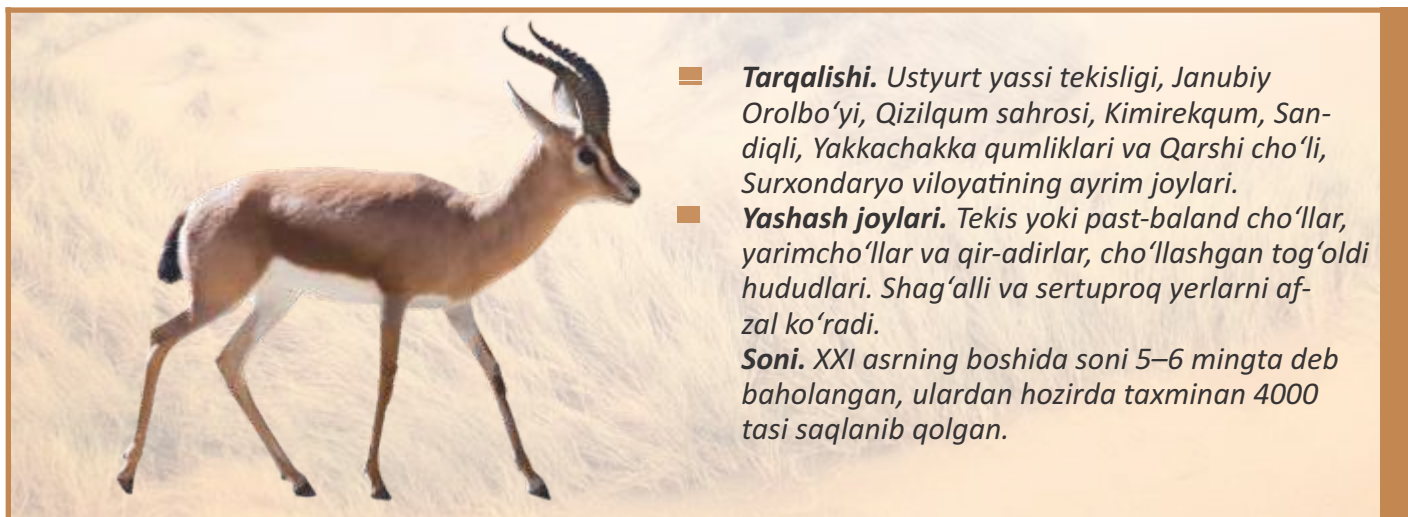 Tarqalishi. Ustyurt yassi tekisligi, Janubiy
Orolbo‘yi, Qizilqum sahrosi, Kimirekqum, San-
diqli, Yakkachakka qumliklari va Qarshi cho‘li,
Surxondaryo viloyatining ayrim joylari.
Yashash joylari. Tekis yoki past-baland cho‘llar,
yarimcho‘llar va qir-adirlar, cho‘llashgan tog‘oldi
hududlari. Shag‘alli va sertuproq yerlarni af-
zal ko‘radi.
Soni. XXI asrning boshida soni 5–6 mingta deb
baholangan, ulardan hozirda taxminan 4000
tasi saqlanib qolgan.